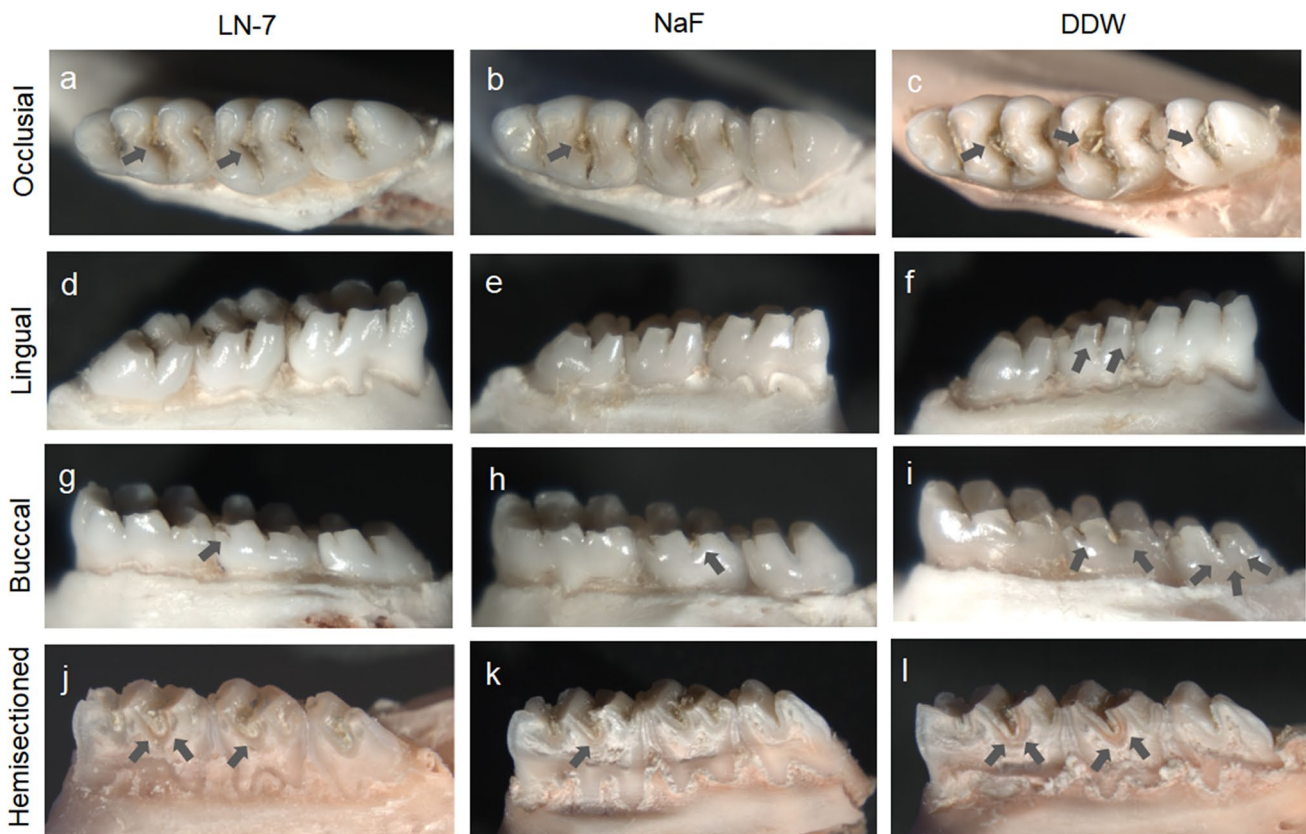 LN-7 NaF DDW
Occlusial
a b c
Lingual
d e f
Bucccal
g h i
Hemisectioned
j k l